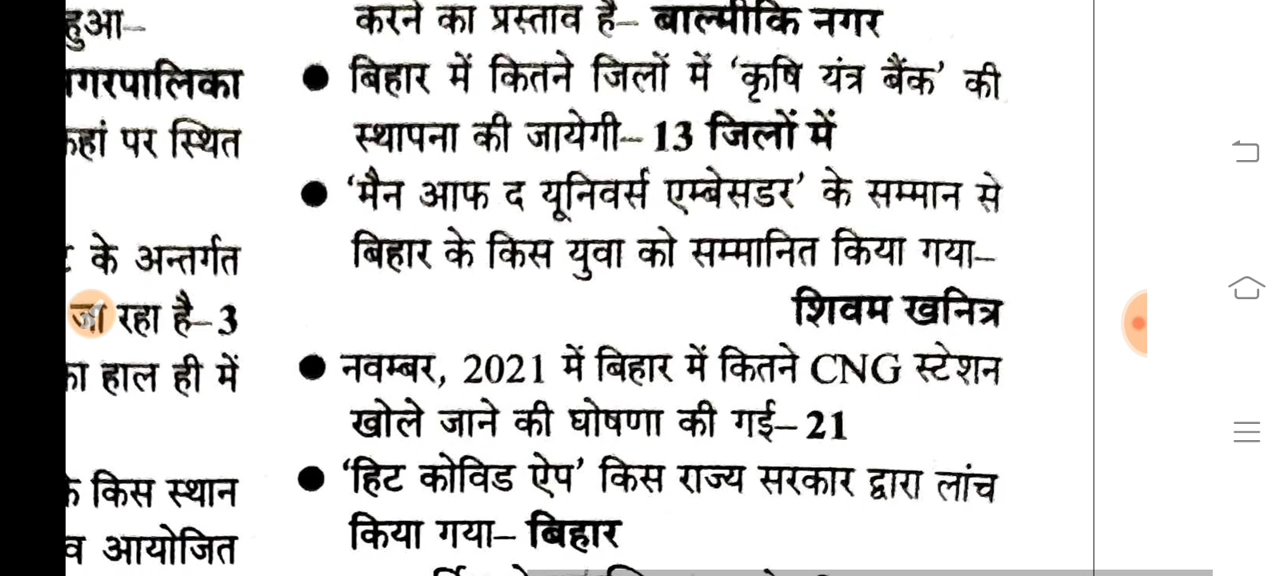 हुआ–
गरपालिका
कहां पर स्थित
के अन्तर्गत
जा रहा है–3
का हाल ही में
के किस स्थान
व आयोजित
करने का प्रस्ताव है– बाल्मीकि नगर
● बिहार में कितने जिलों में ‘कृषि यंत्र बैंक’ की
स्थापना की जायेगी– 13 जिलों में
● ‘मैन आफ द यूनिवर्स एम्बेसडर’ के सम्मान से
बिहार के किस युवा को सम्मानित किया गया–
शिवम खनित्र
● नवम्बर, 2021 में बिहार में कितने CNG स्टेशन
खोले जाने की घोषणा की गई– 21
● ‘हिट कोविड ऐप’ किस राज्य सरकार द्वारा लांच
किया गया– बिहार